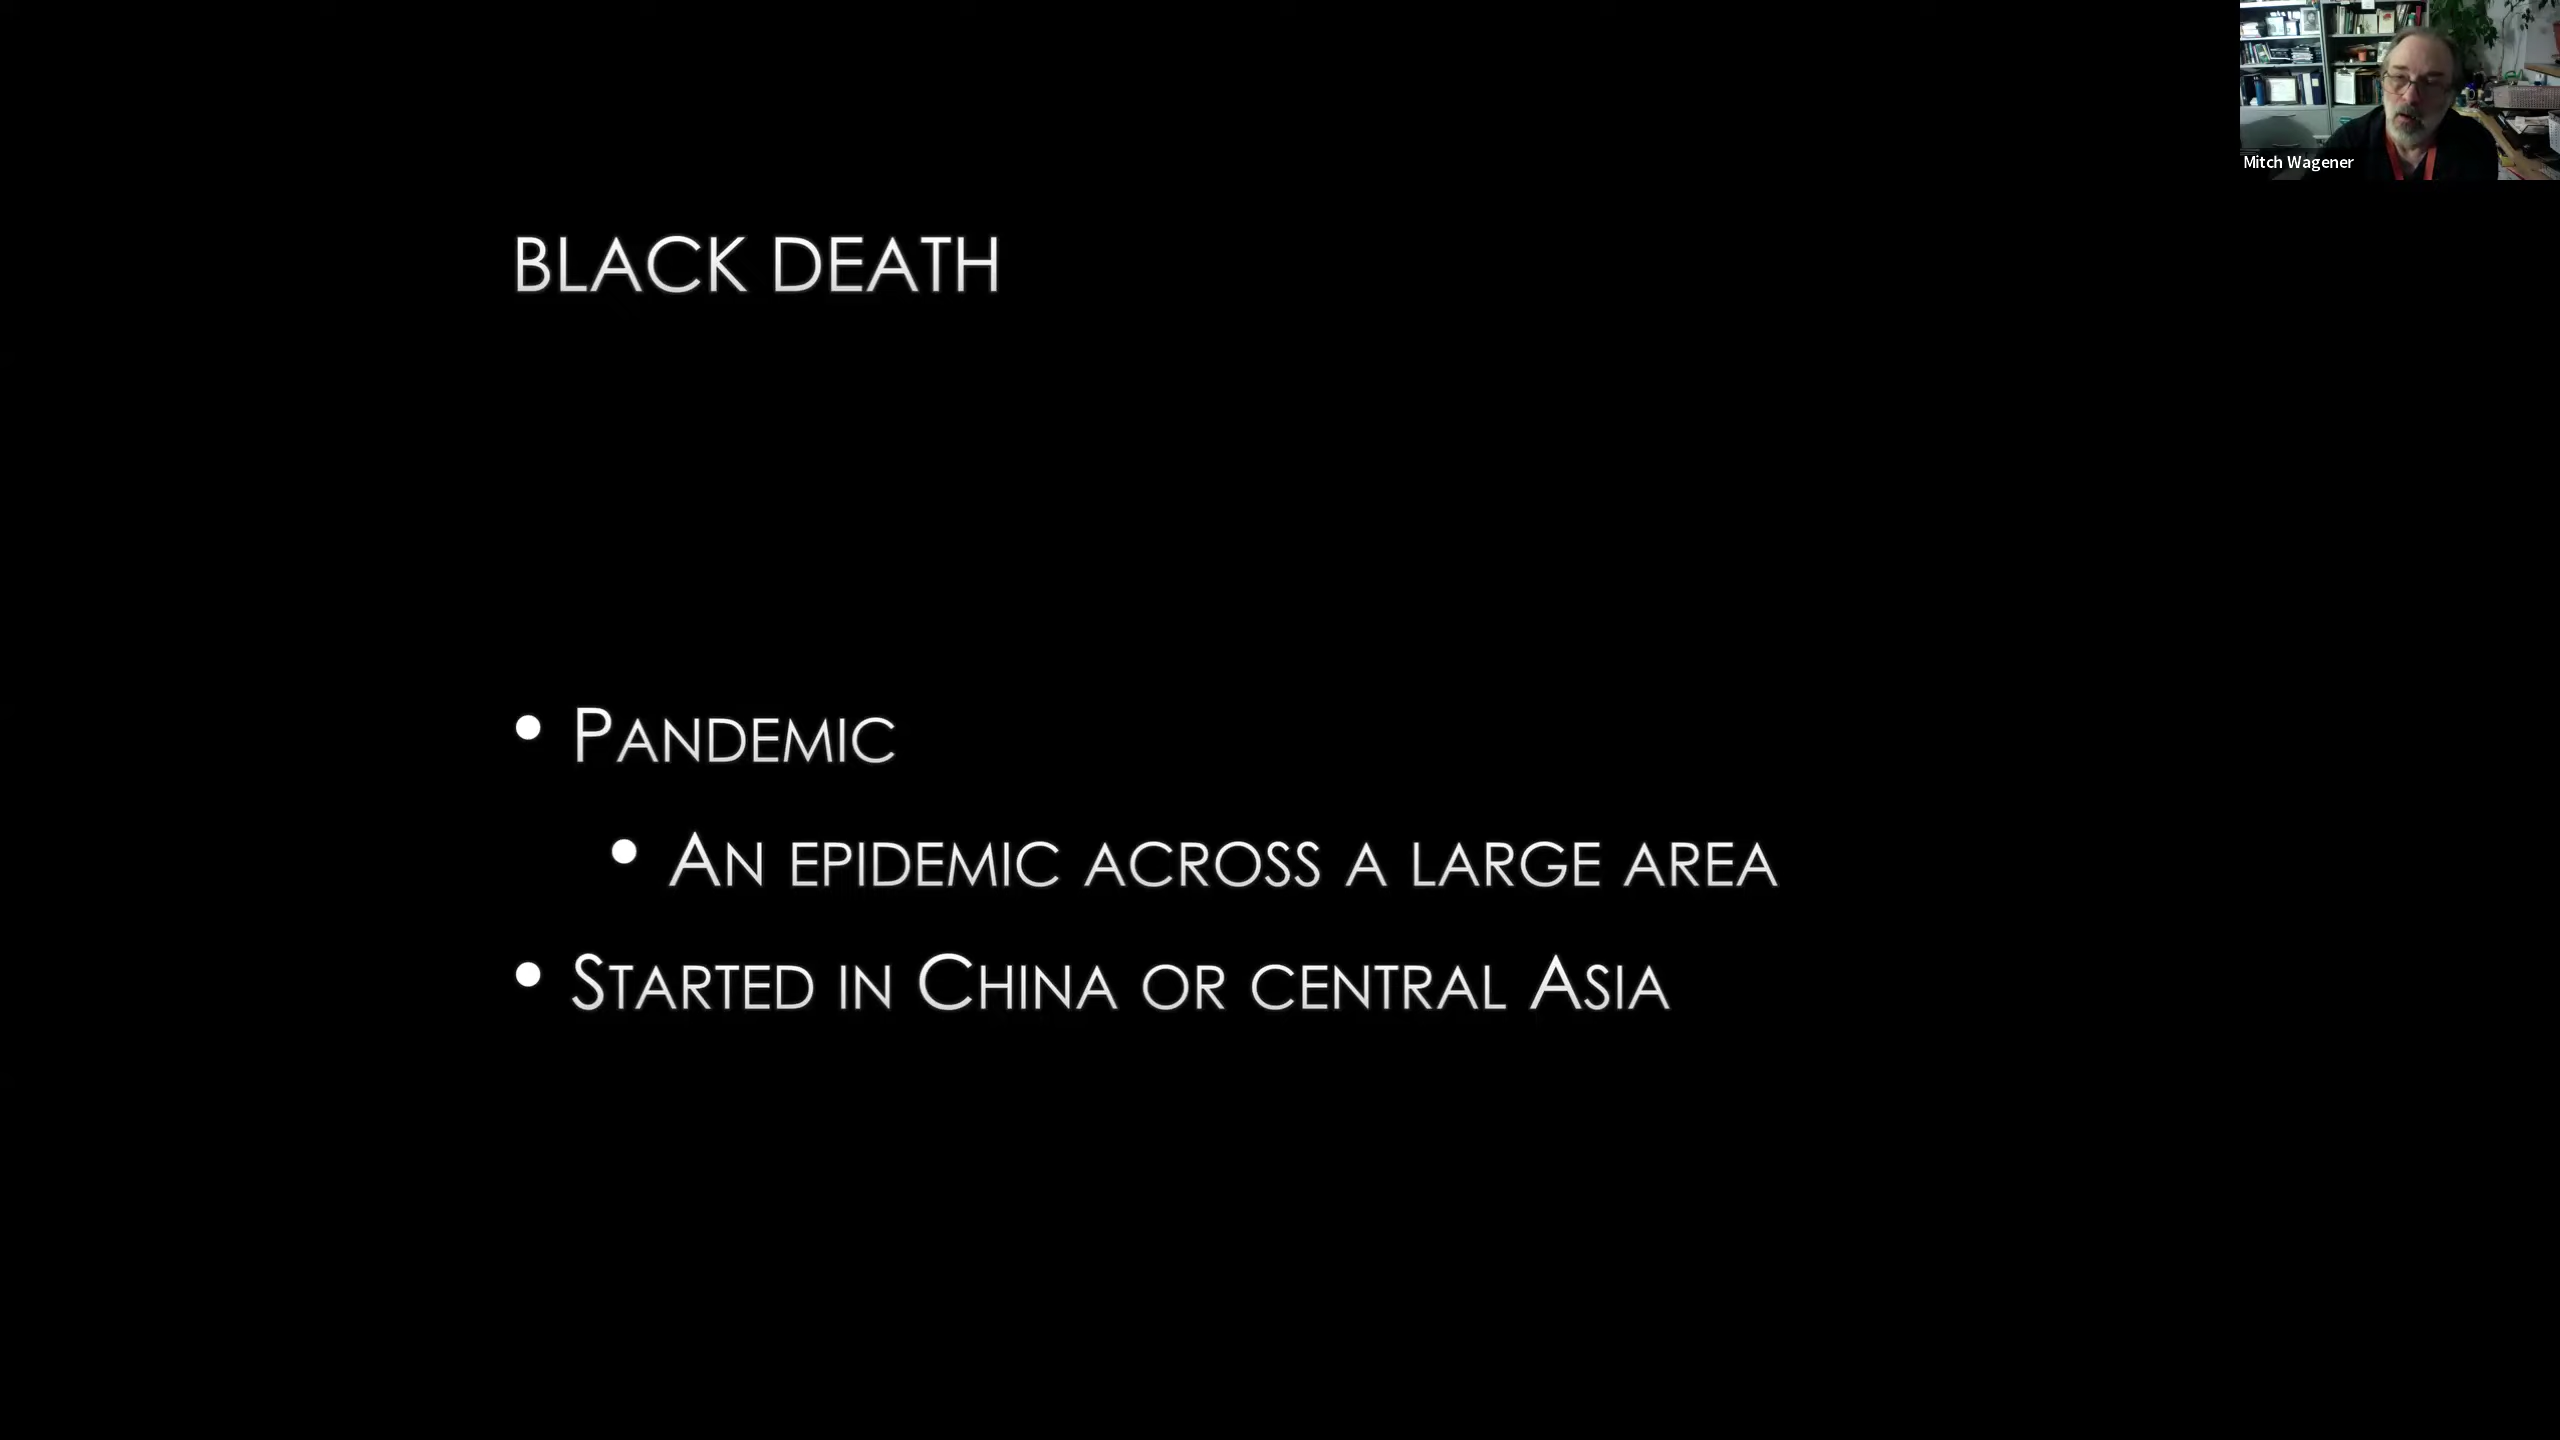 Mitch Wagener
BLACK DEATH
• PANDEMIC
• AN EPIDEMIC ACROSS A LARGE AREA
• STARTED IN CHINA OR CENTRAL ASIA